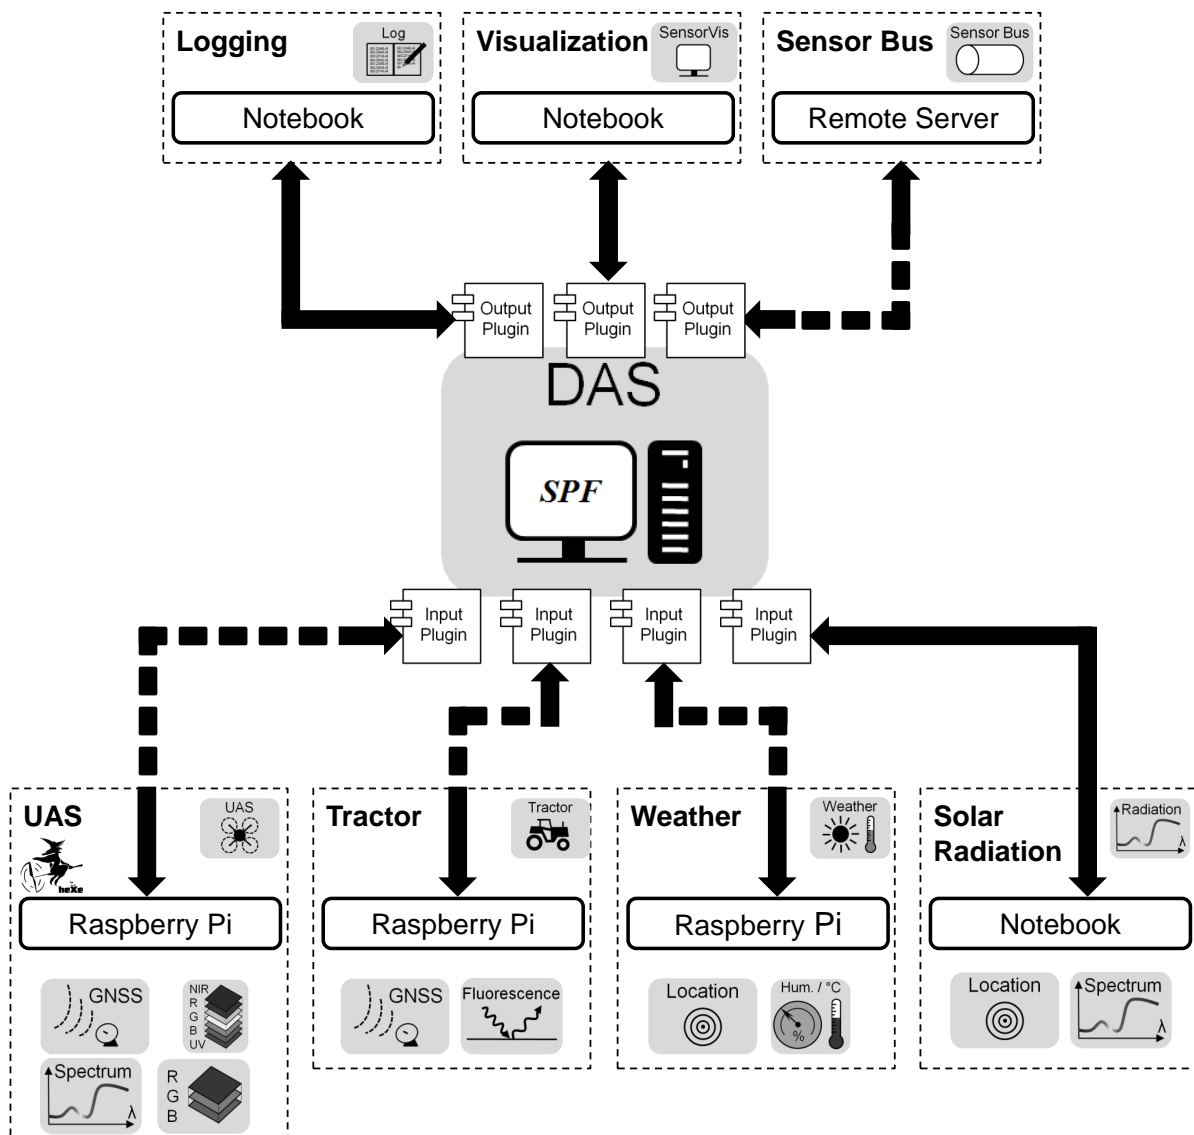 Logging
Log
Notebook
Visualization
SensorVis
Notebook
Sensor Bus
Sensor Bus
Remote Server
Output
Plugin
Output
Plugin
Output
Plugin
DAS
SPF
Input
Plugin
Input
Plugin
Input
Plugin
Input
Plugin
UAS
UAS
heXe
Raspberry Pi
GNSS
NIR
R
G
B
UV
Spectrum
λ
R
G
B
Tractor
Tractor
Raspberry Pi
GNSS
Fluorescence
Weather
Weather
Raspberry Pi
Location
Hum. / °C
%
Solar
Radiation
Radiation
λ
Notebook
Location
Spectrum
λ